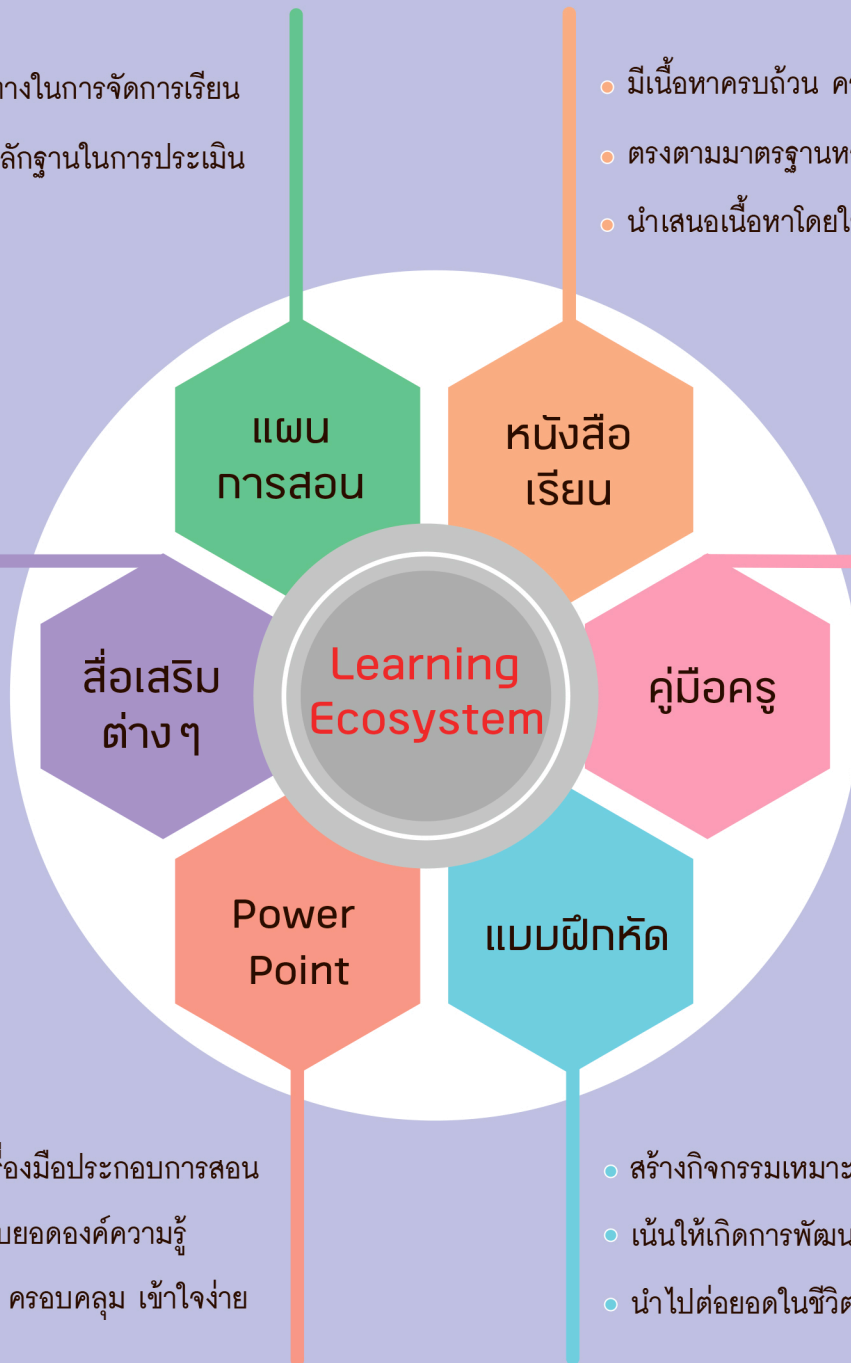 ทางในการจัดการเรียน
ลักฐานในการประเมิน
มีเนื้อหาครบถ้วน
ตรงตามมาตรฐาน
นำเสนอเนื้อหาโดย
แผน
การสอน
หนังสือ
เรียน
สื่อเสริม
ต่าง ๆ
Learning
Ecosystem
คู่มือครู
Power
Point
แบบฝึกหัด
องมือประกอบการสอน
บยอดองค์ความรู้
ครอบคลุม เข้าใจง่าย
สร้างกิจกรรมเหมาะ
เน้นให้เกิดการพัฒน
นำไปต่อยอดในชีวิต